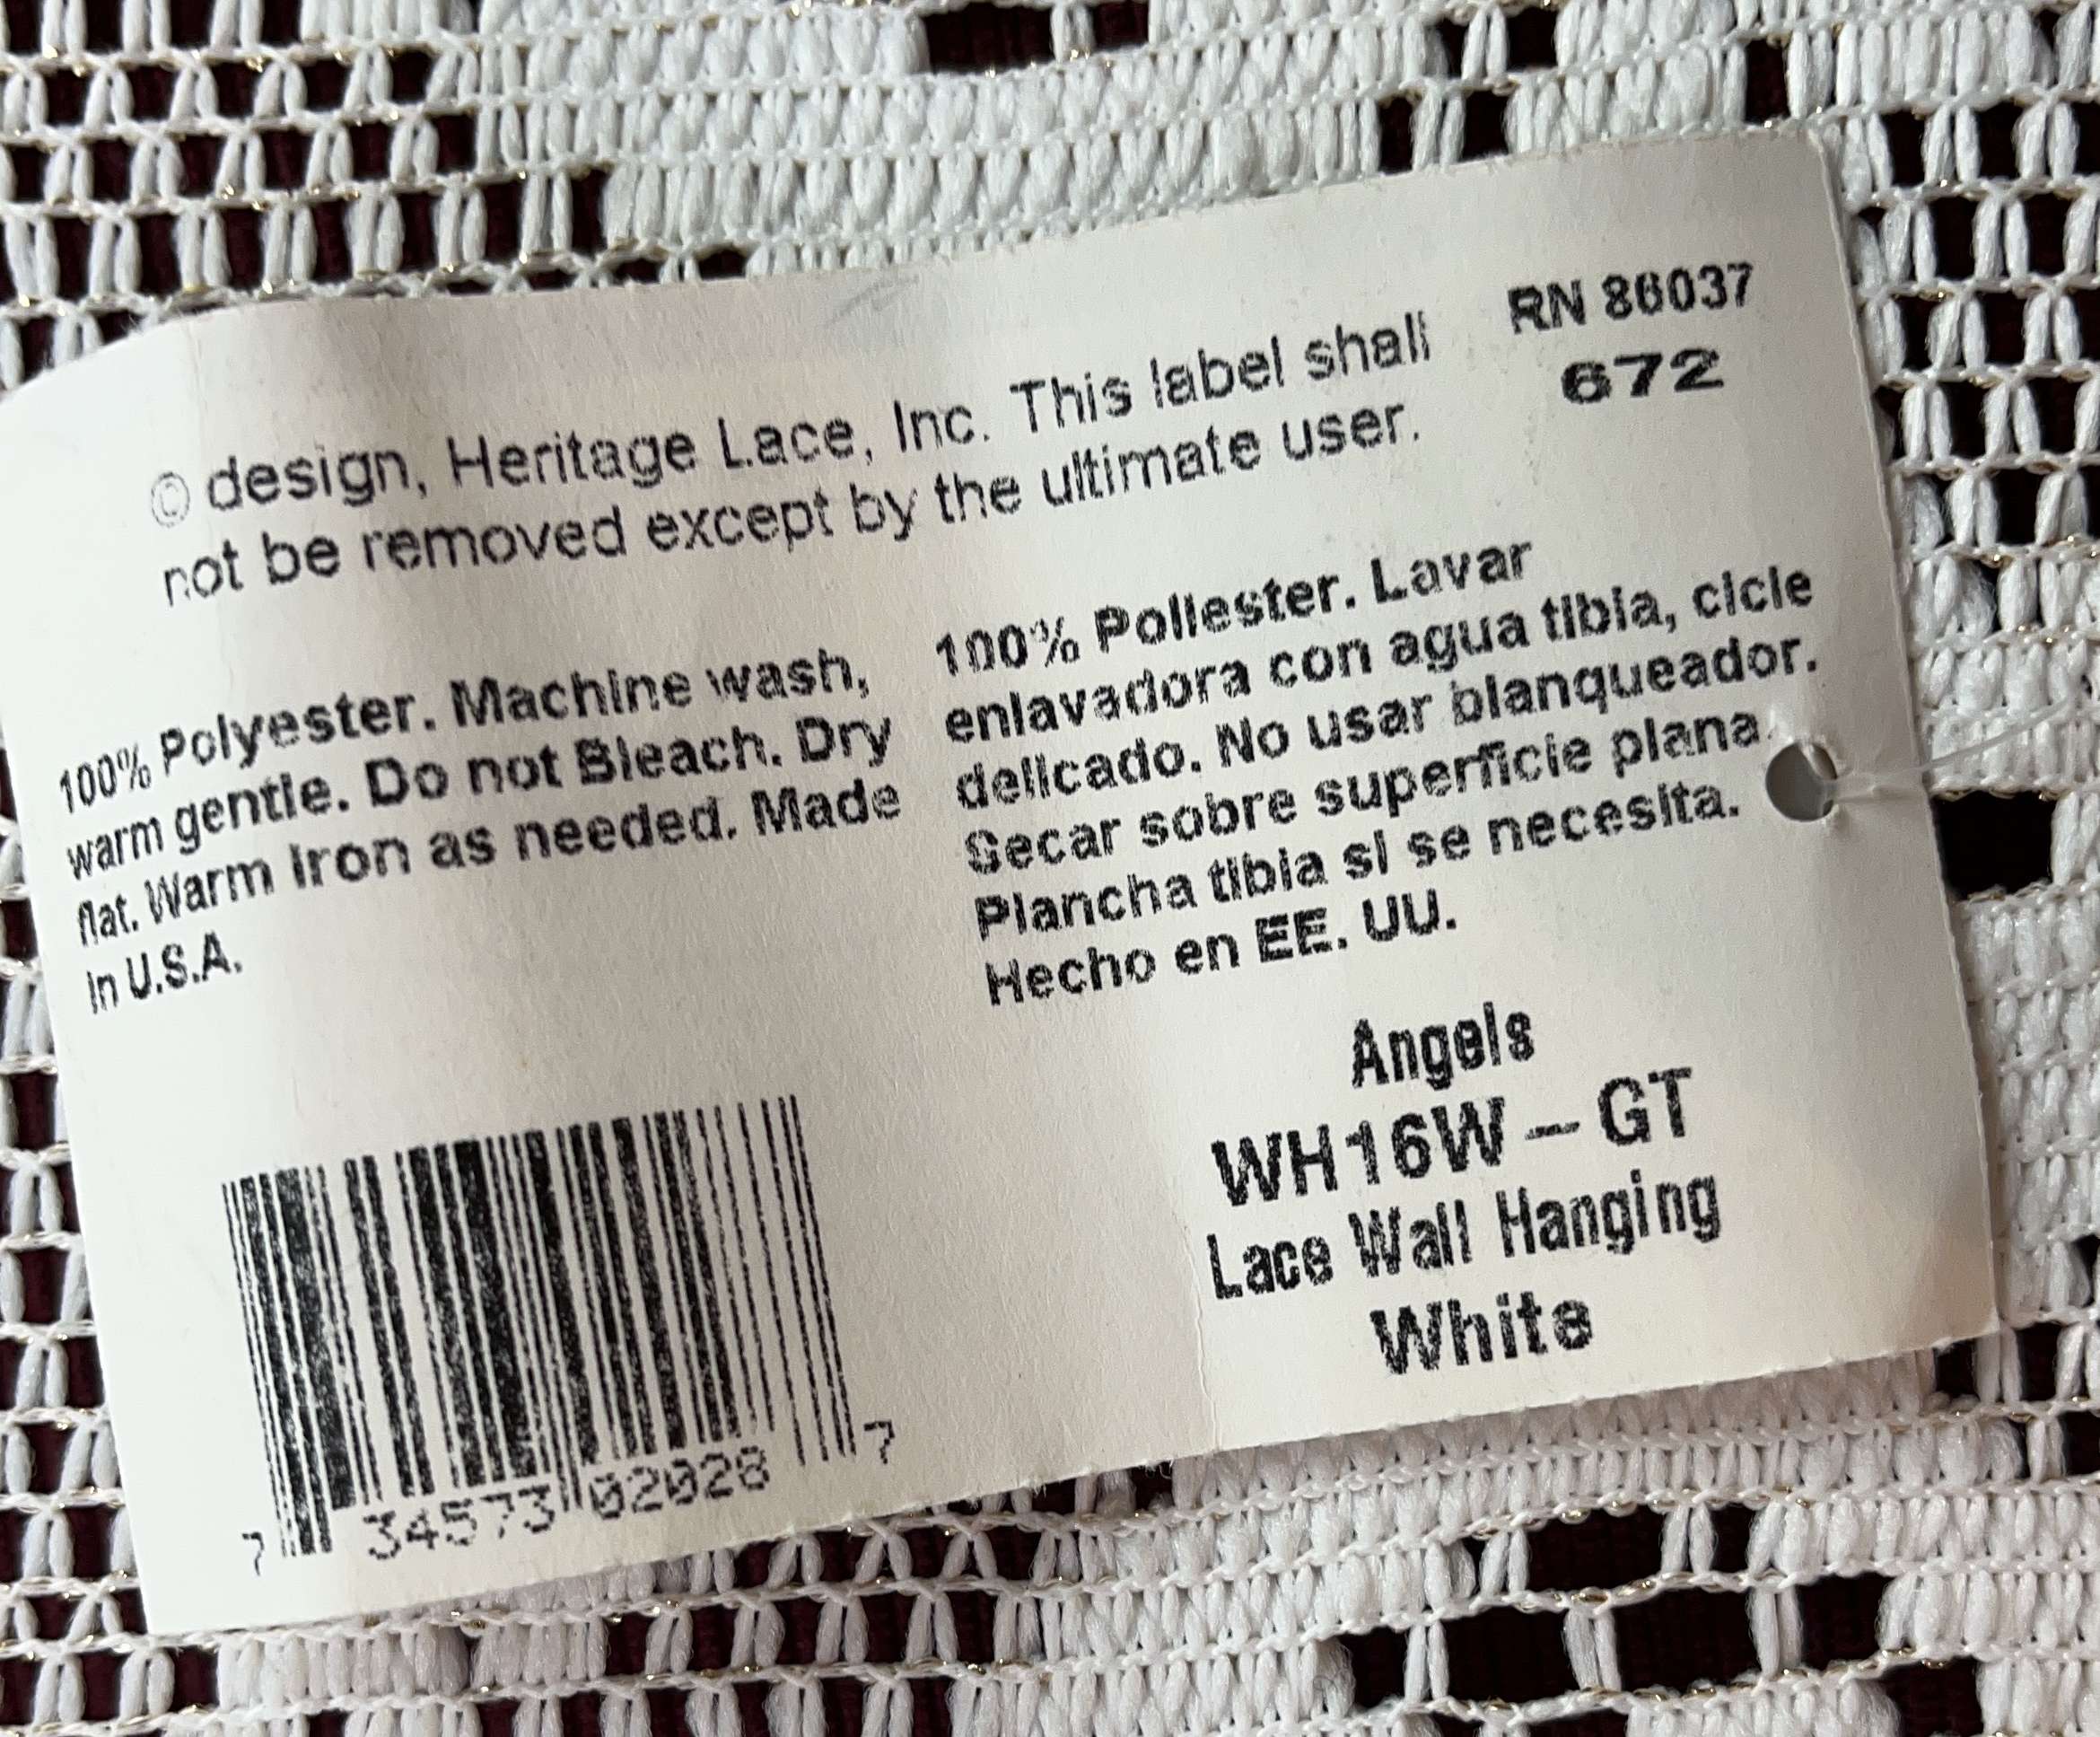 © design, Heritage Lace, Inc. This label shall
not be removed except by the ultimate user.
RN 86037
672
100% Polyester. Machine wash,
warm gentle. Do not Bleach. Dry
flat. Warm iron as needed. Made
in U.S.A.
100% Poliester. Lavar
enlavadora con agua tibia, cicle
delicado. No usar blanqueador.
Secar sobre superficie plana.
Plancha tibia si se necesita.
Hecho en EE. UU.
Angels
WH16W – GT
Lace Wall Hanging
White
7 34573 02028 7